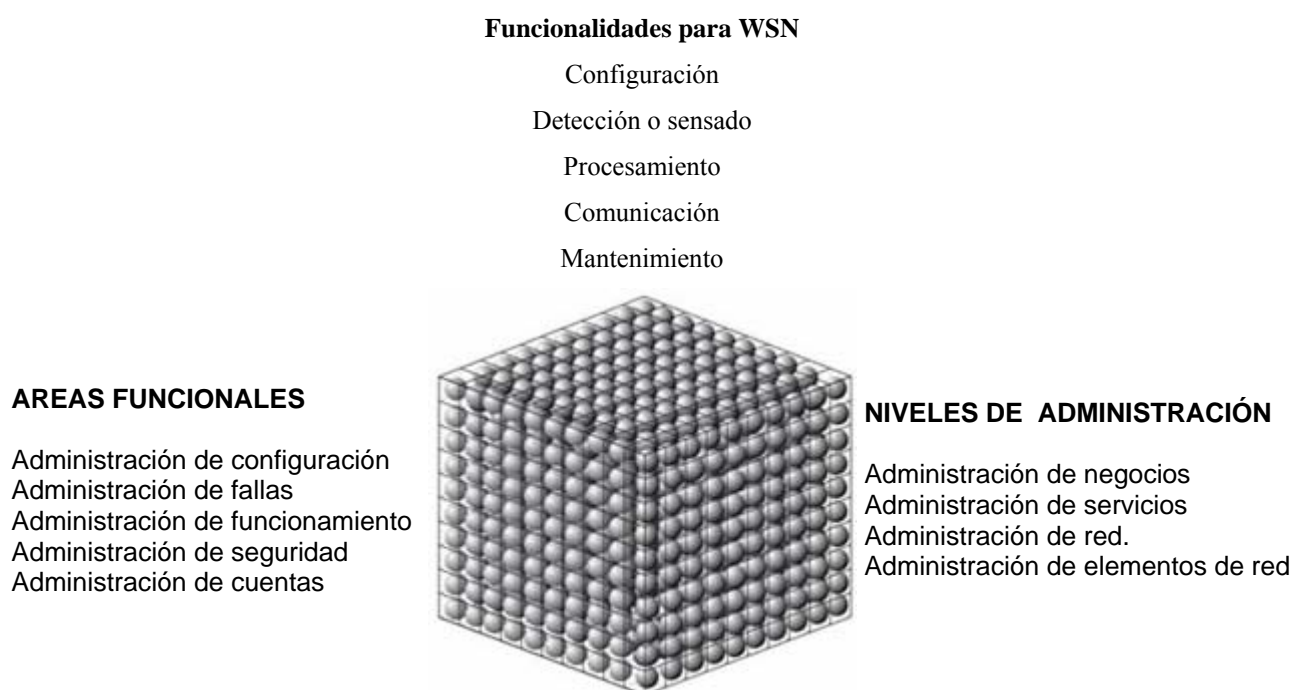 Funcionalidades para WSN
Configuración
Detección o sensado
Procesamiento
Comunicación
Mantenimiento
AREAS FUNCIONALES
Administración de configuración
Administración de fallas
Administración de funcionamiento
Administración de seguridad
Administración de cuentas
NIVELES DE ADMINISTRACIÓN
Administración de negocios
Administración de servicios
Administración de red.
Administración de elementos de red